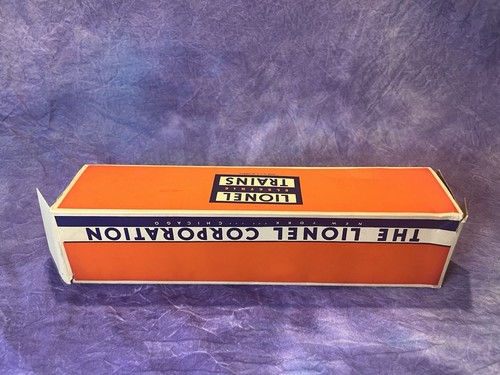 LIONEL
ELECTRIC
TRAINS
THE LIONEL CORPORATION
NEW YORK ··· CHICAGO